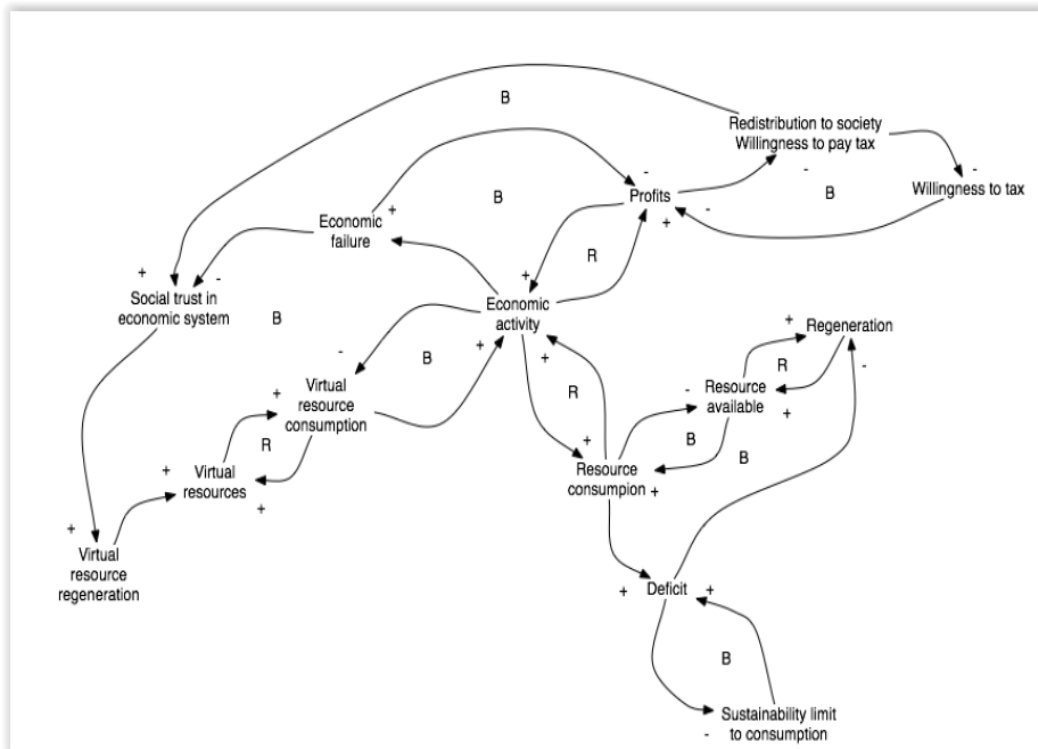 B
Redistribution to society
Willingness to pay tax
-
Willingness to tax
-
B
-
-
Profits
+
B
+
Economic
failure
R
+
-
+
Social trust in
economic system
B
Economic
activity
+
Regeneration
-
B
+
+
R
-
+
Virtual
resource
consumption
R
-
Resource
available
+
R
+
Virtual
resources
+
B
B
+
Resource
consumpion +
+
Virtual
resource
regeneration
+
Deficit
+
B
Sustainability limit
to consumption
-